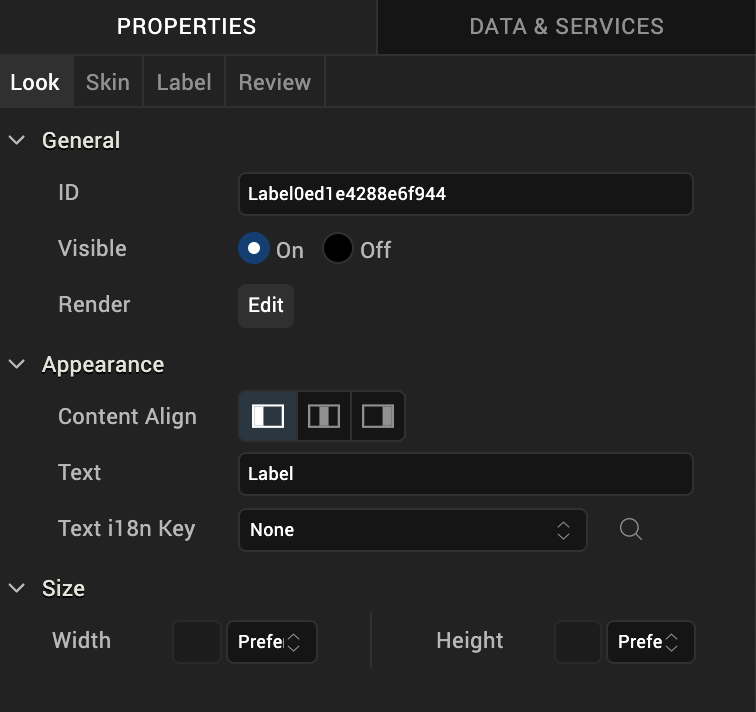 PROPERTIES DATA & SERVICES
Look Skin Label Review
General
ID Label0ed1e4288e6f944
Visible On Off
Render Edit
Appearance
Content Align
Text Label
Text i18n Key None
Size
Width Prefe Height Prefe